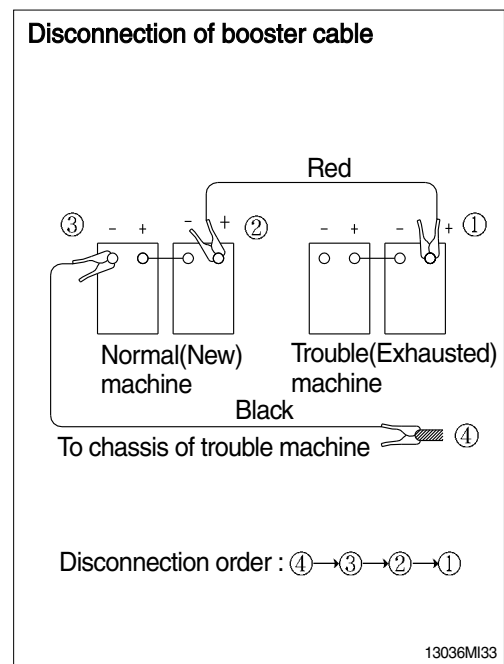 Disconnection of booster cable
Red
③ - + - + ② - + - + ①
Normal(New) Trouble(Exhausted)
machine machine
Black
To chassis of trouble machine ④
Disconnection order : ④→③→②→①
13036MI33